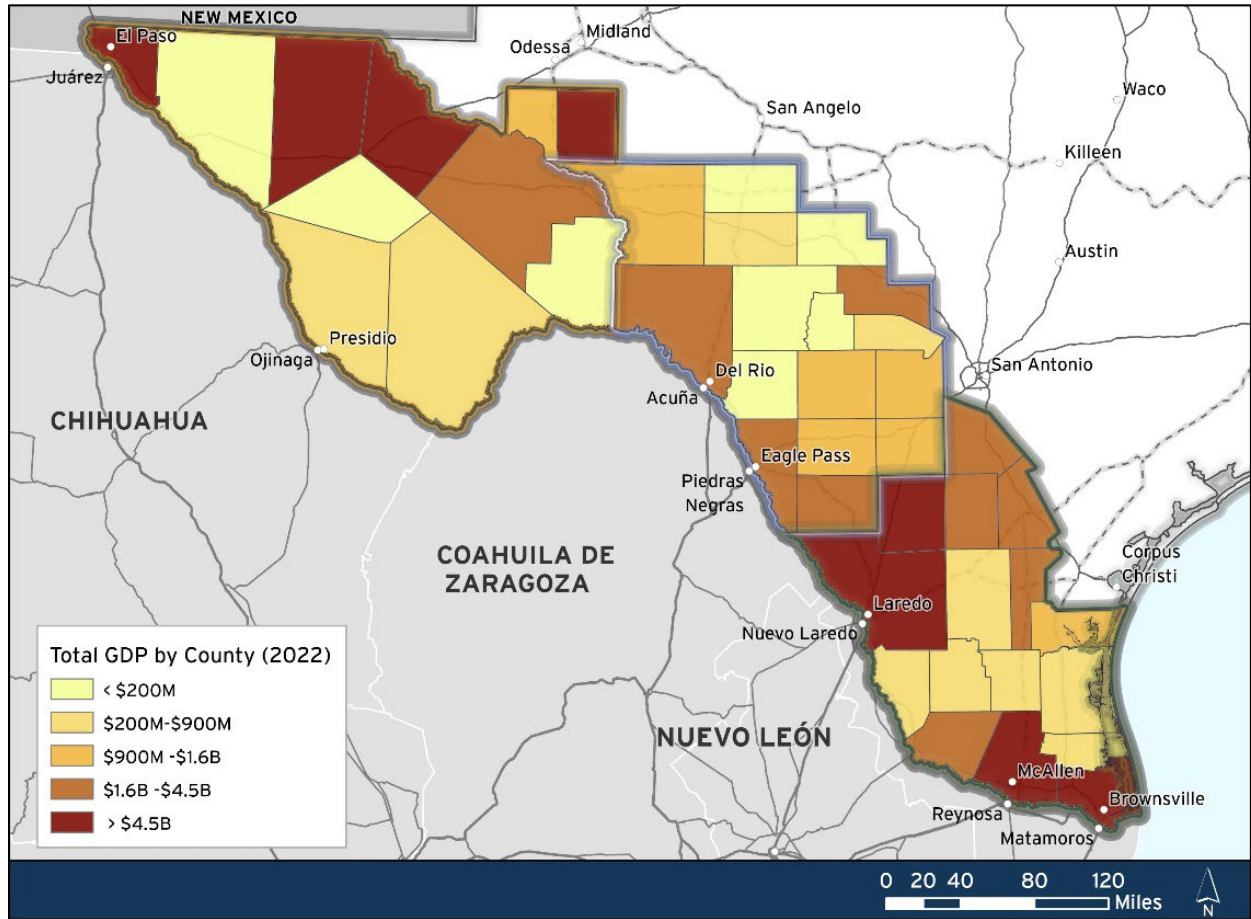 NEW MEXICO
El Paso
Juárez
Odessa
Midland
San Angelo
Waco
Killeen
Austin
San Antonio
Presidio
Ojinaga
CHIHUAHUA
Del Rio
Acuña
Eagle Pass
Piedras
Negras
COAHUILA DE
ZARAGOZA
Corpus
Christi
Laredo
Nuevo Laredo
NUEVO LEÓN
McAllen
Reynosa
Brownsville
Matamoros
Total GDP by County (2022)
< $200M
$200M-$900M
$900M -$1.6B
$1.6B -$4.5B
> $4.5B
0 20 40 80 120
Miles
N